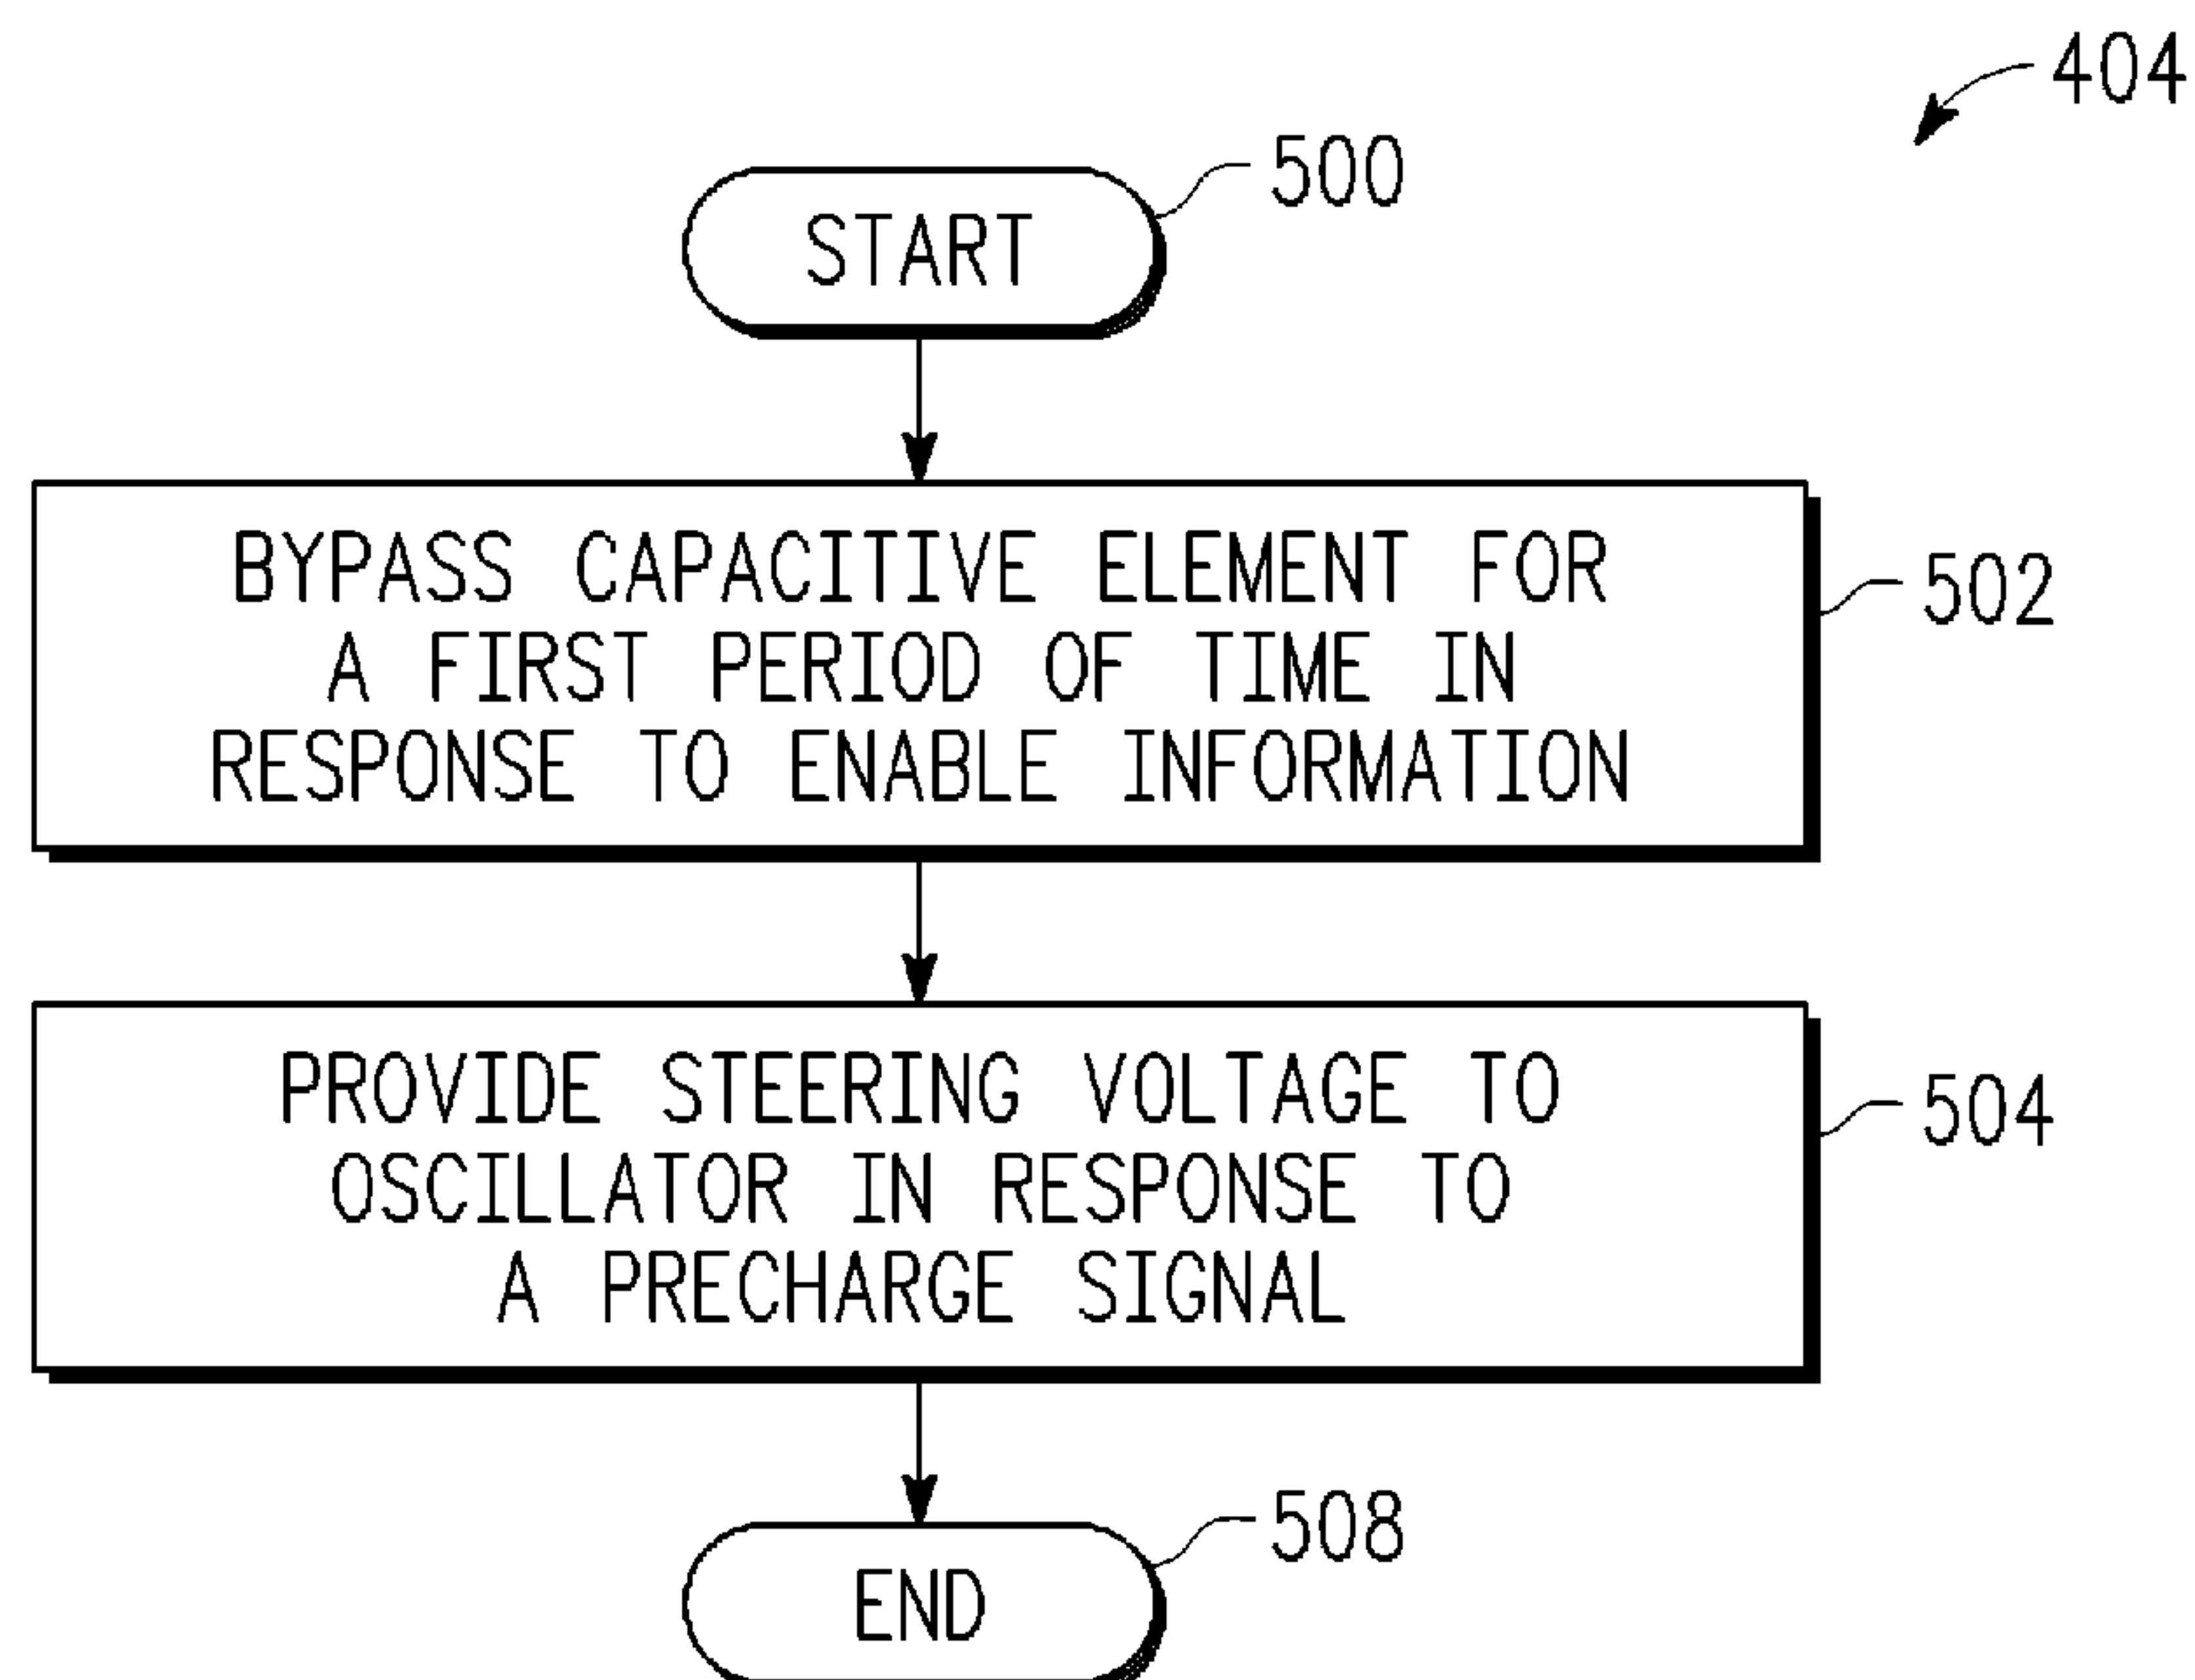 404
500
START
BYPASS CAPACITIVE ELEMENT FOR
A FIRST PERIOD OF TIME IN
RESPONSE TO ENABLE INFORMATION
502
PROVIDE STEERING VOLTAGE TO
OSCILLATOR IN RESPONSE TO
A PRECHARGE SIGNAL
504
508
END